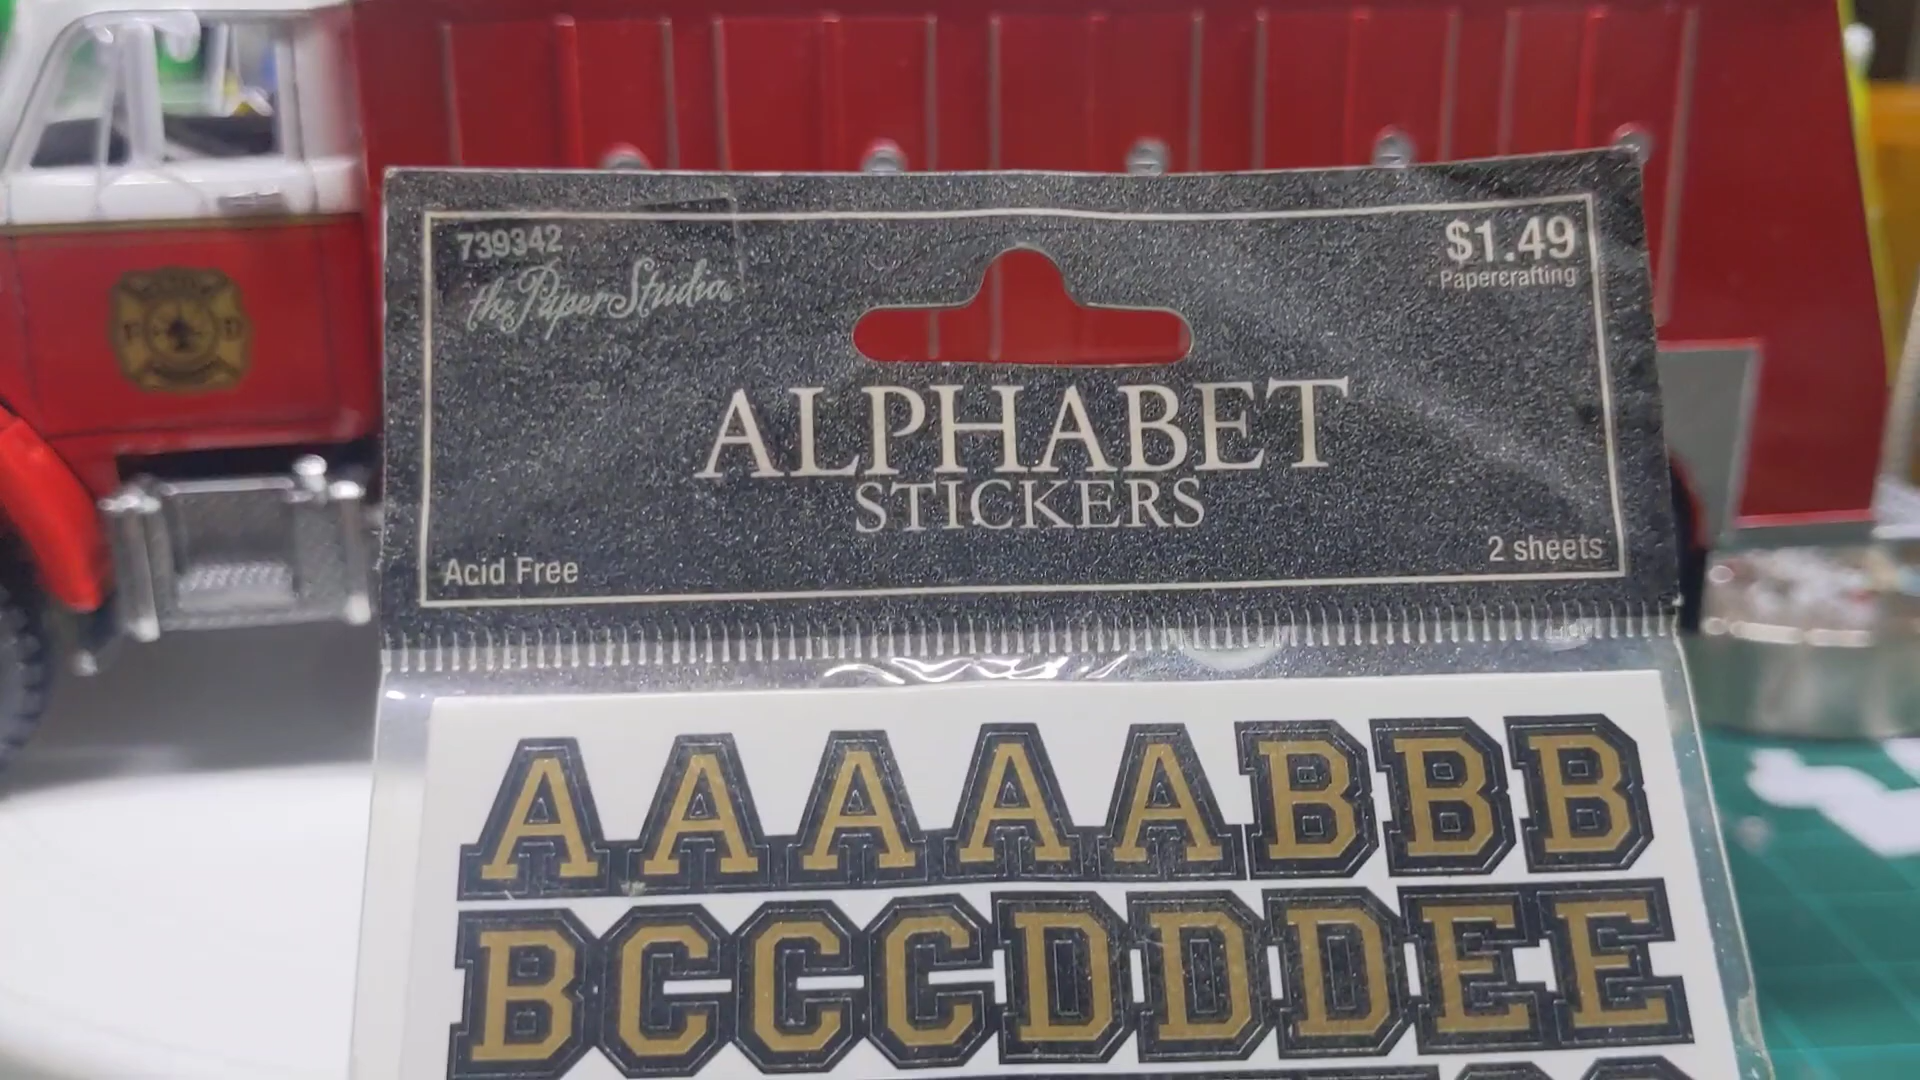 739342
the Paper Studio
$1.49
Papercrafting
ALPHABET
STICKERS
Acid Free
2 sheets
AAAAABBB
BCCCDDDEE
F D